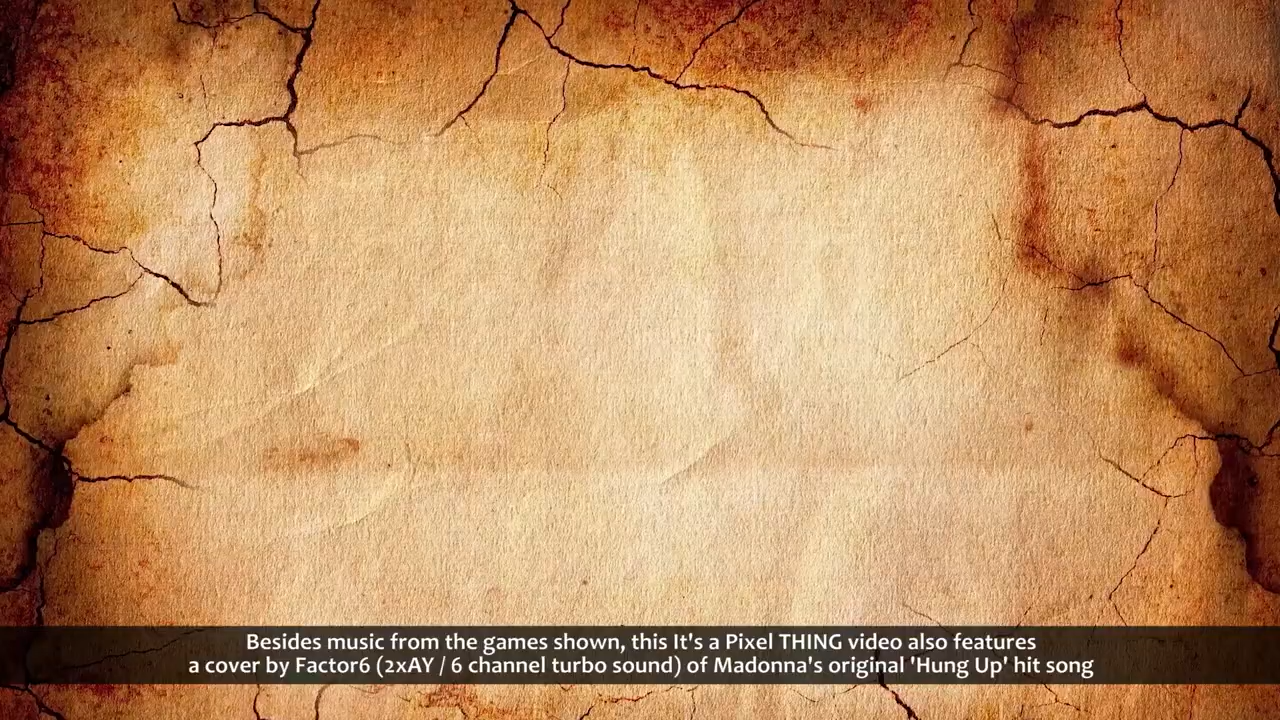 Besides music from the games shown, this It's a Pixel THING video also features
a cover by Factor6 (2xAY / 6 channel turbo sound) of Madonna's original 'Hung Up' hit song